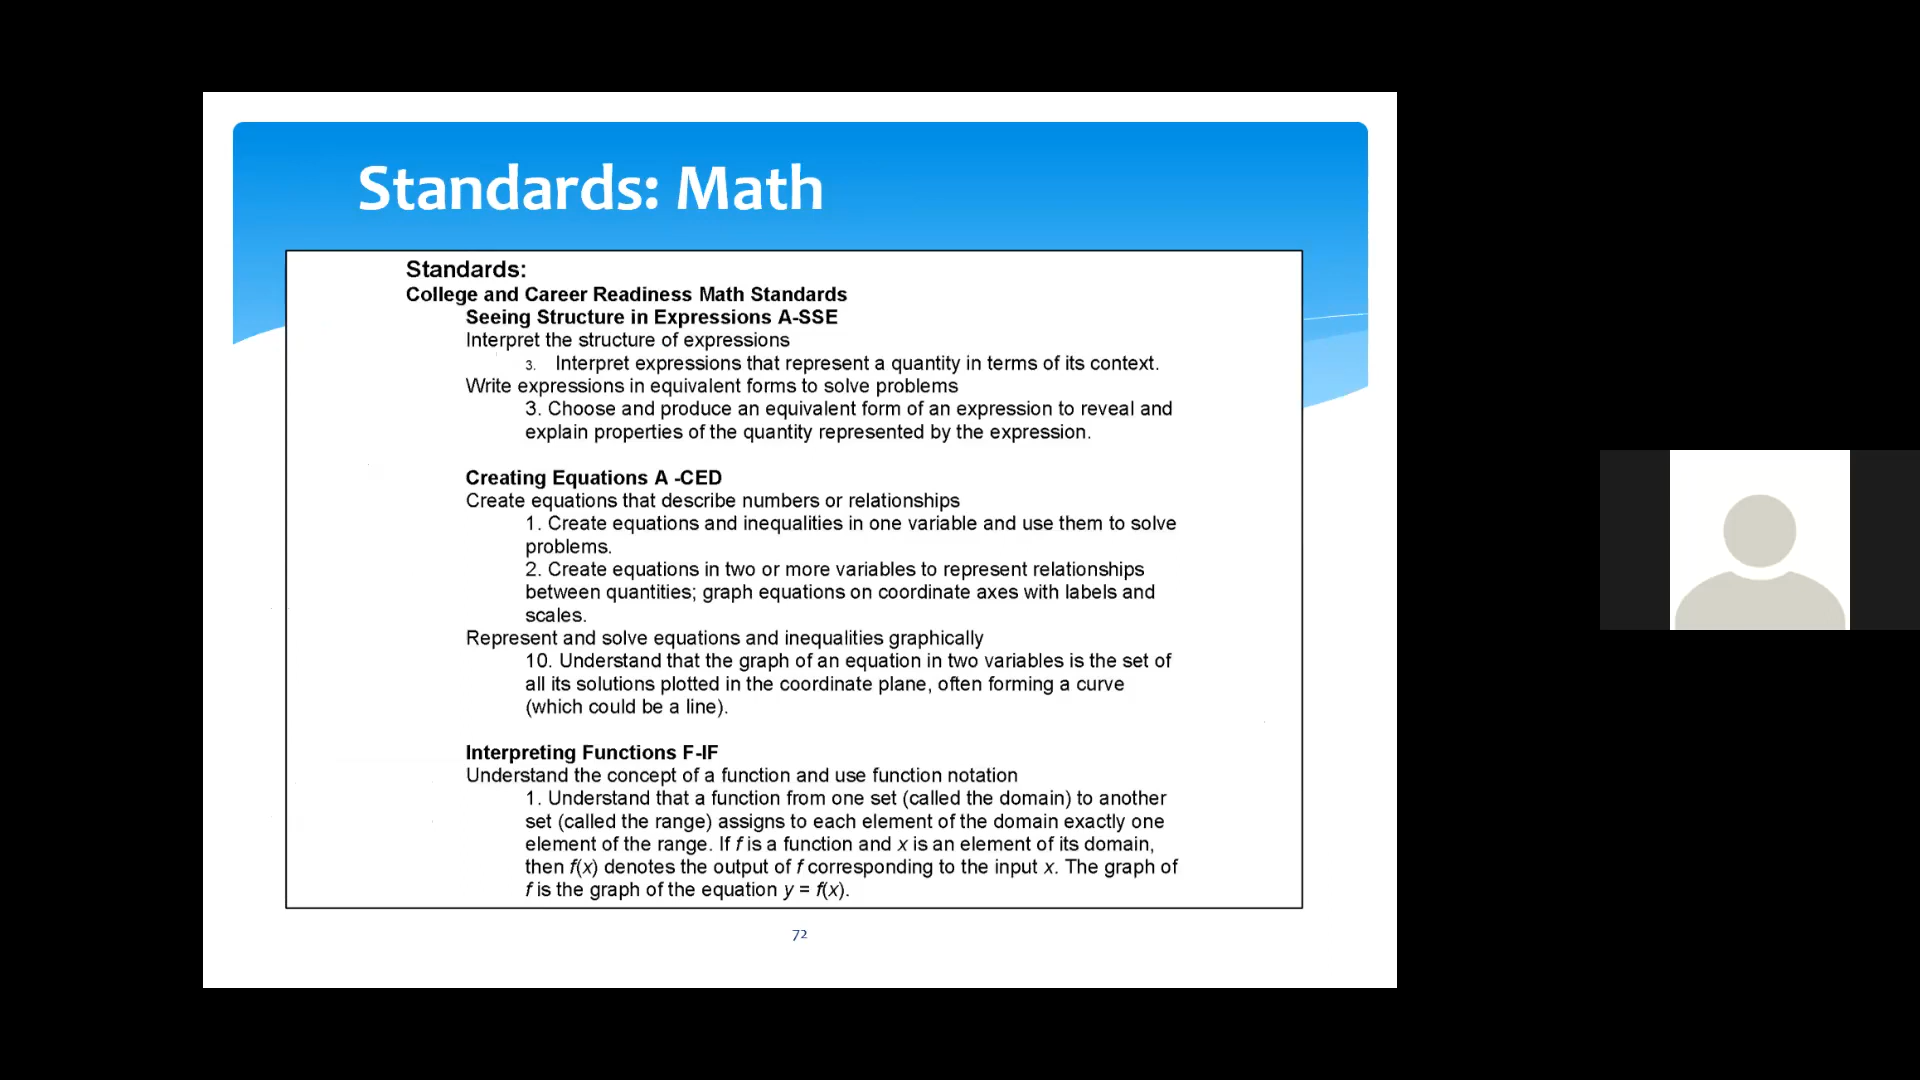 Standards: Math
Standards:
College and Career Readiness Math Standards
Seeing Structure in Expressions A-SSE
Interpret the structure of expressions
3. Interpret expressions that represent a quantity in terms of its context.
Write expressions in equivalent forms to solve problems
3. Choose and produce an equivalent form of an expression to reveal and
explain properties of the quantity represented by the expression.
Creating Equations A -CED
Create equations that describe numbers or relationships
1. Create equations and inequalities in one variable and use them to solve
problems.
2. Create equations in two or more variables to represent relationships
between quantities; graph equations on coordinate axes with labels and
scales.
Represent and solve equations and inequalities graphically
10. Understand that the graph of an equation in two variables is the set of
all its solutions plotted in the coordinate plane, often forming a curve
(which could be a line).
Interpreting Functions F-IF
Understand the concept of a function and use function notation
1. Understand that a function from one set (called the domain) to another
set (called the range) assigns to each element of the domain exactly one
element of the range. If f is a function and x is an element of its domain,
then f(x) denotes the output of f corresponding to the input x. The graph of
f is the graph of the equation y = f(x).
72